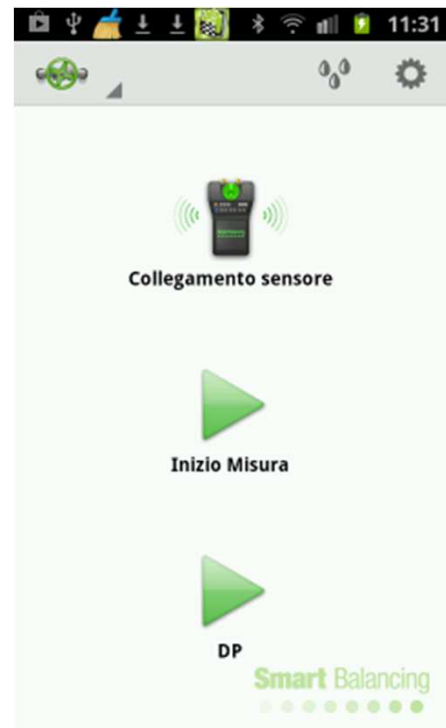 11:31
Collegamento sensore
Inizio Misura
DP
Smart Balancing